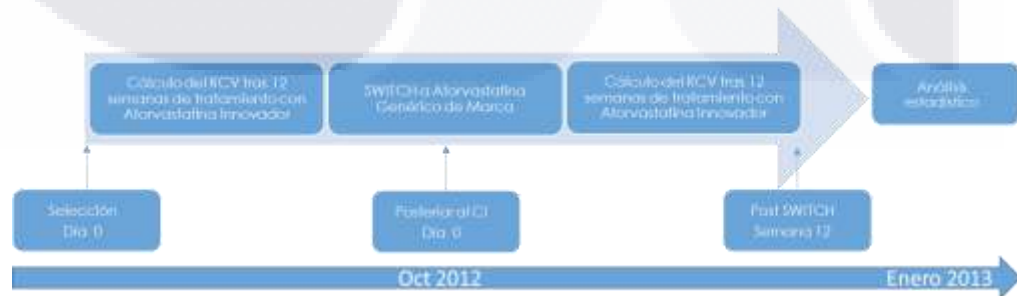 Cálculo del RCV tras 12
semanas de tratamiento con
Atorvastatina Innovador
SWITCH a Atorvastatina
Genérico de Marca
Cálculo del RCV tras 12
semanas de tratamiento con
Atorvastatina Innovador
Análisis
estadístico
Selección
Día 0
Posterior al CI
Día 0
Post SWITCH
Semana 12
Oct 2012
Enero 2013